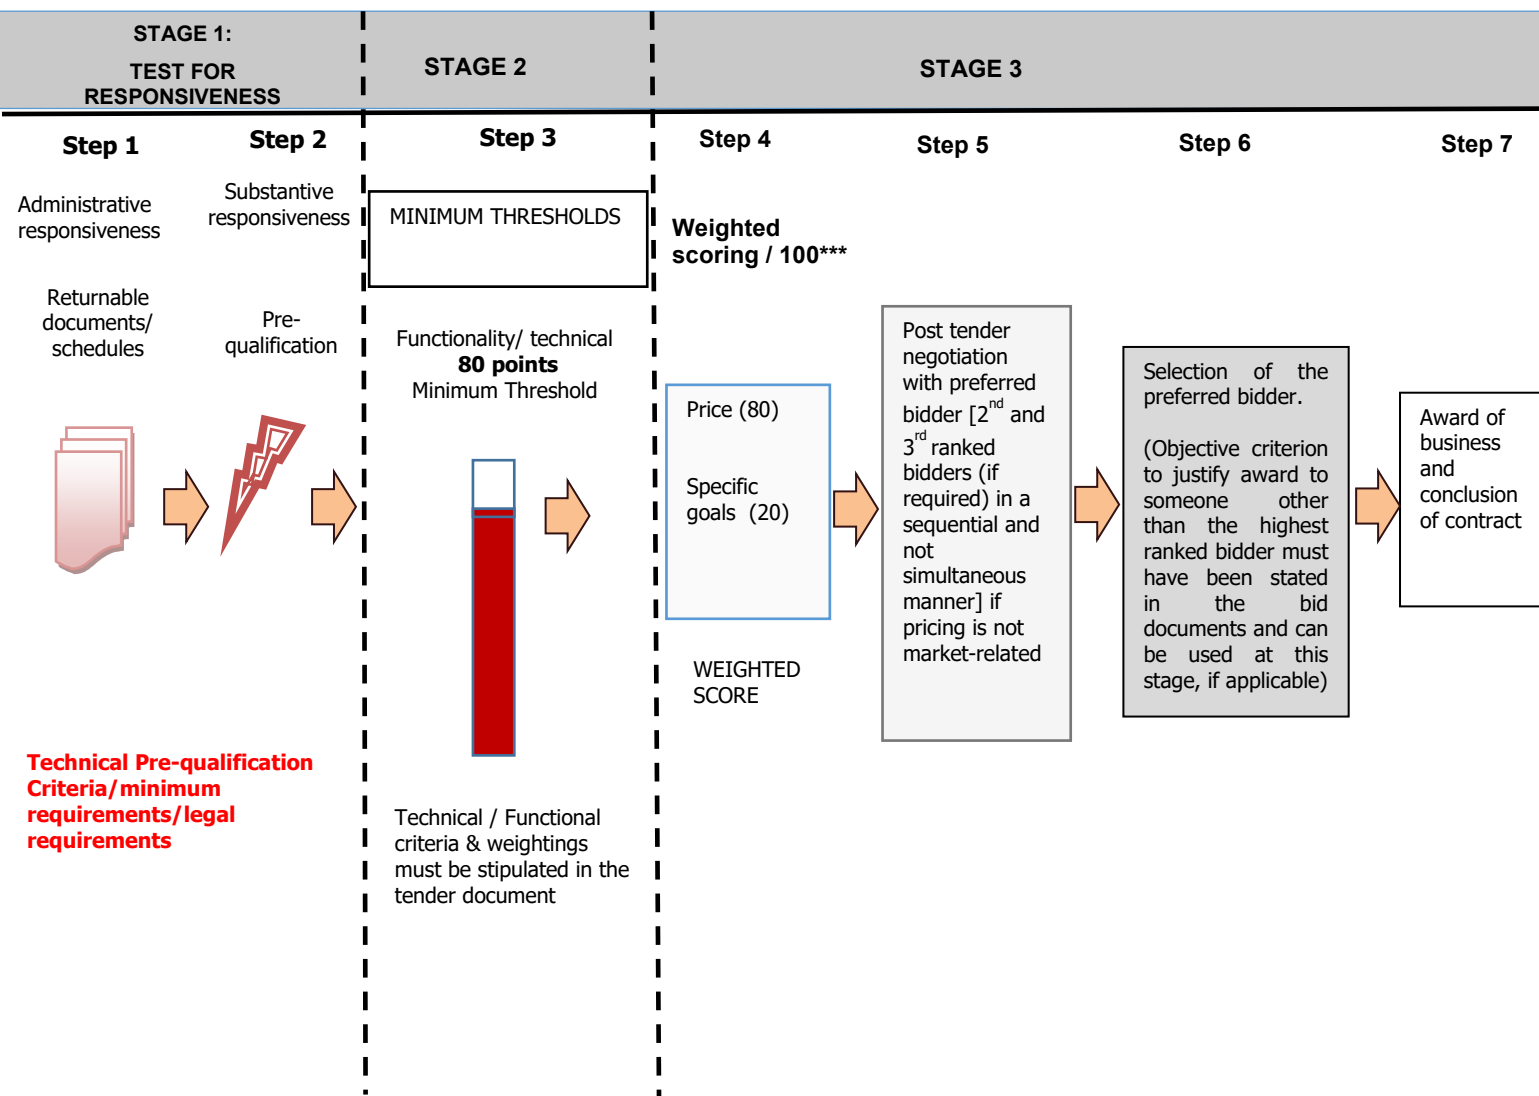 STAGE 1:
TEST FOR
RESPONSIVENESS
STAGE 2
STAGE 3
Step 1
Step 2
Step 3
Step 4
Step 5
Step 6
Step 7
Administrative
responsiveness
Substantive
responsiveness
MINIMUM THRESHOLDS
Weighted
scoring / 100***
Returnable
documents/
schedules
Pre-
qualification
Functionality/ technical
80 points
Minimum Threshold
Price (80)
Specific
goals (20)
WEIGHTED
SCORE
Post tender
negotiation
with preferred
bidder [2nd and
3rd ranked
bidders (if
required) in a
sequential and
not
simultaneous
manner] if
pricing is not
market-related
Selection of the
preferred bidder.
(Objective criterion
to justify award to
someone other
than the highest
ranked bidder must
have been stated
in the bid
documents and can
be used at this
stage, if applicable)
Award of
business
and
conclusion
of contract
Technical Pre-qualification
Criteria/minimum
requirements/legal
requirements
Technical / Functional
criteria & weightings
must be stipulated in the
tender document